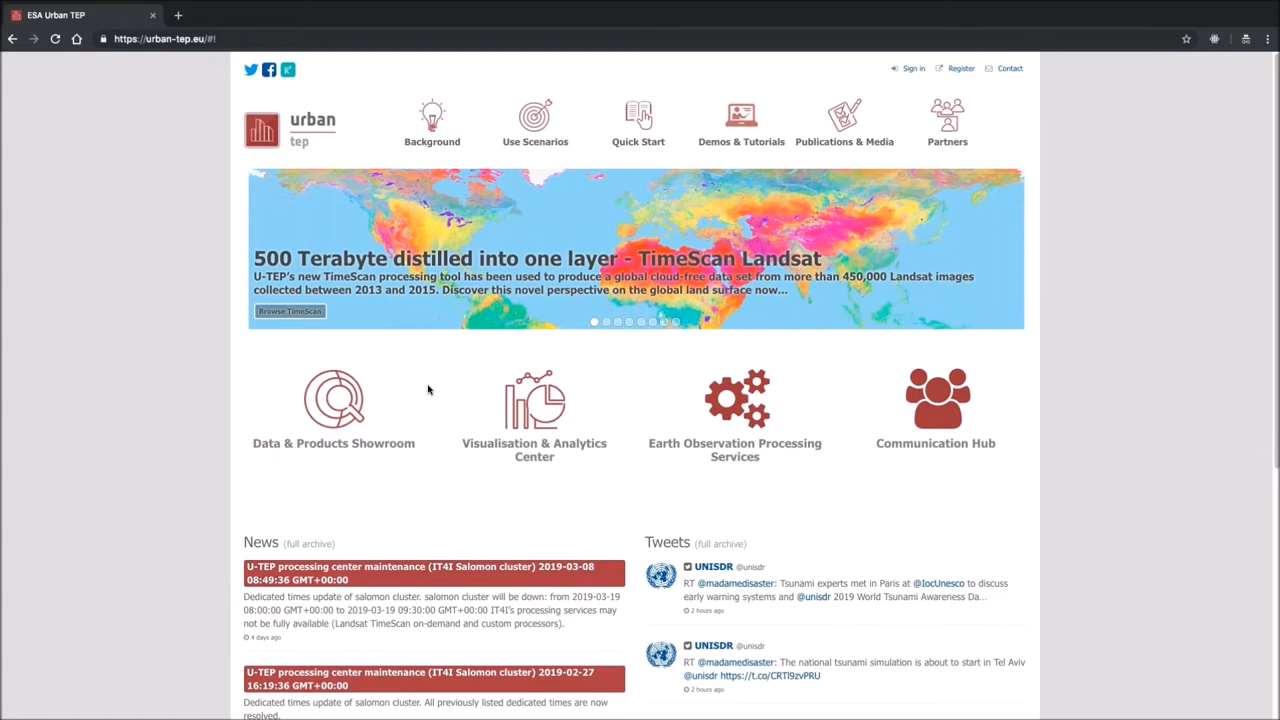 ESA Urban TEP
https://urban-tep.eu/#!
Sign in Register Contact
urban
tep
Background Use Scenarios Quick Start Demos & Tutorials Publications & Media Partners
500 Terabyte distilled into one layer - TimeScan Landsat
U-TEP's new TimeScan processing tool has been used to produce a global cloud-free data set from more than 450,000 Landsat images
collected between 2013 and 2015. Discover this novel perspective on the global land surface now...
Browse TimeScan
Data & Products Showroom
Visualisation & Analytics
Center
Earth Observation Processing
Services
Communication Hub
News (full archive)
U-TEP processing center maintenance (IT4I Salomon cluster) 2019-03-08
08:49:36 GMT+00:00
Dedicated times update of salomon cluster. salomon cluster will be down: from 2019-03-19
08:00:00 GMT+00:00 to 2019-03-19 09:30:00 GMT+00:00 IT4I's processing services may
not be fully available (Landsat TimeScan on-demand and custom processors).
4 days ago
U-TEP processing center maintenance (IT4I Salomon cluster) 2019-02-27
16:19:36 GMT+00:00
Dedicated times update of salomon cluster. All previously listed dedicated times are now
resolved.
Tweets (full archive)
UNISDR @unisdr
RT @madamedisaster: Tsunami experts met in Paris at @IocUnesco to discuss
early warning systems and @unisdr 2019 World Tsunami Awareness Da...
2 hours ago
UNISDR @unisdr
RT @madamedisaster: The national tsunami simulation is about to start in Tel Aviv
@unisdr https://t.co/CRTl9zvPRU
2 hours ago